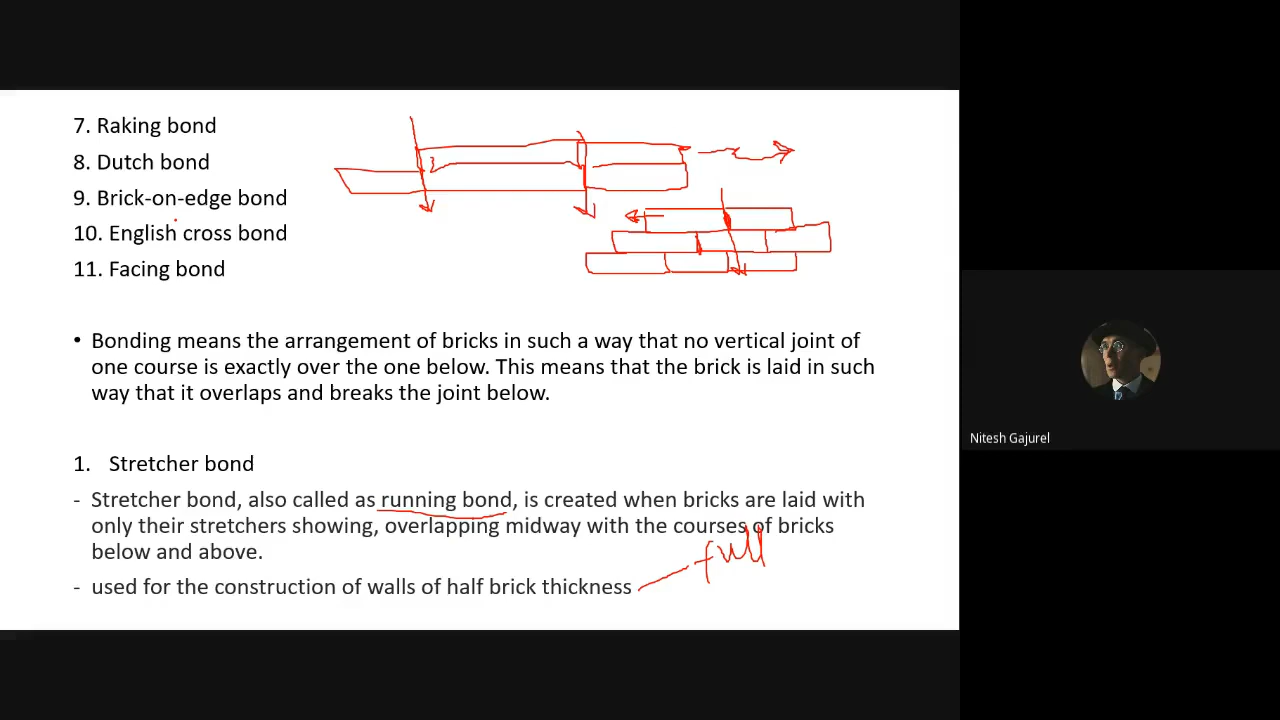 7. Raking bond
8. Dutch bond
9. Brick-on-edge bond
10. English cross bond
11. Facing bond
• Bonding means the arrangement of bricks in such a way that no vertical joint of
one course is exactly over the one below. This means that the brick is laid in such
way that it overlaps and breaks the joint below.
1. Stretcher bond
- Stretcher bond, also called as running bond, is created when bricks are laid with
only their stretchers showing, overlapping midway with the courses of bricks
below and above.
full
- used for the construction of walls of half brick thickness
Nitesh Gajurel